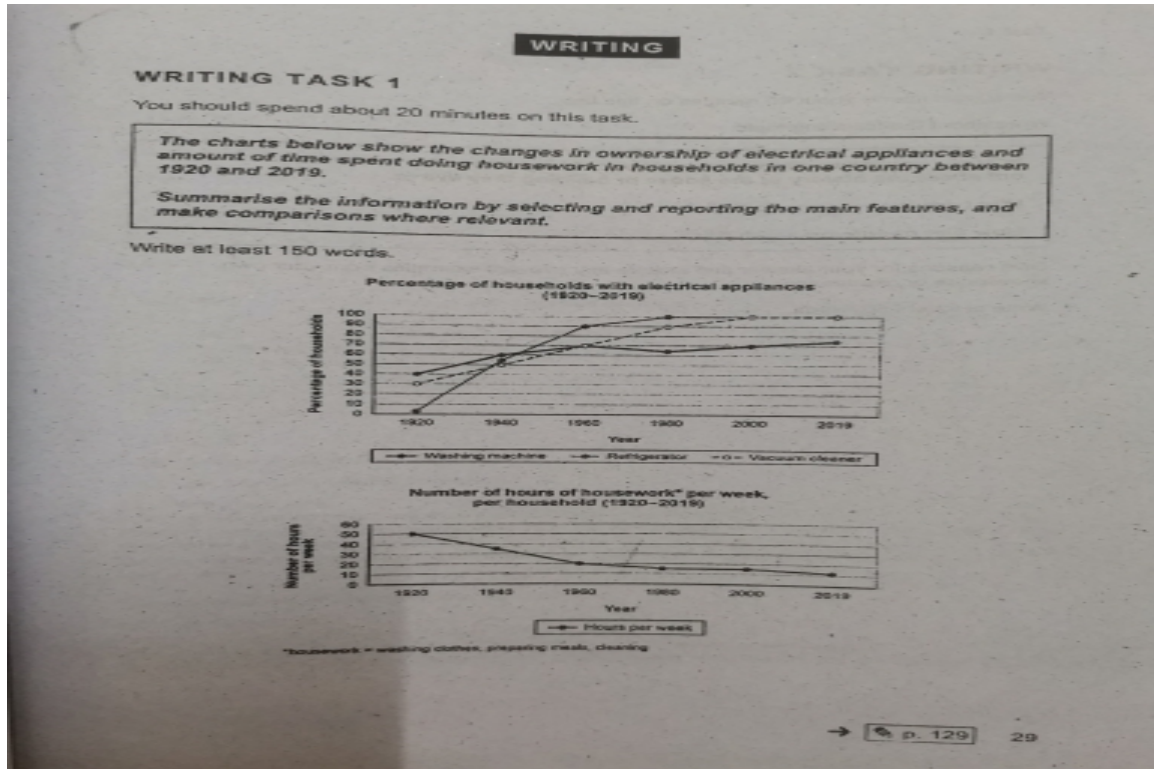 WRITING
WRITING TASK 1
You should spend about 20 minutes on this task.
The charts below show the changes in ownership of electrical appliances and
amount of time spent doing housework in households in one country between
1920 and 2019.
Summarise the information by selecting and reporting the main features, and
make comparisons where relevant.
Write at least 150 words.
Percentage of households with electrical appliances
(1920–2019)
Percentage of households
100
90
80
70
60
50
40
30
20
10
0
1920 1940 1960 1980 2000 2019
Year
Washing machine Refrigerator Vacuum cleaner
Number of hours of housework* per week,
per household (1920–2019)
Number of hours
per week
60
50
40
30
20
10
0
1920 1940 1960 1980 2000 2019
Year
Hours per week
*housework = washing clothes, preparing meals, cleaning
→ p. 129 29